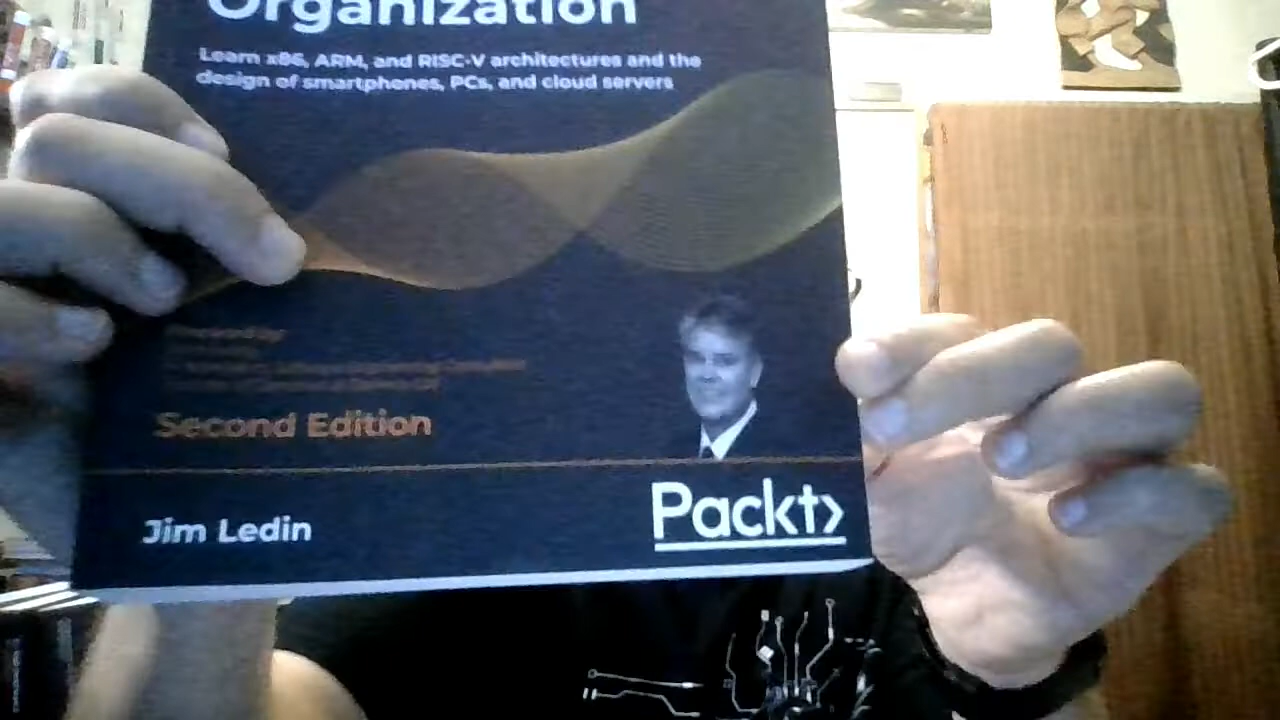 Organization
Learn x86, ARM, and RISC-V architectures and the
design of smartphones, PCs, and cloud servers
Second Edition
Jim Ledin
Packt>